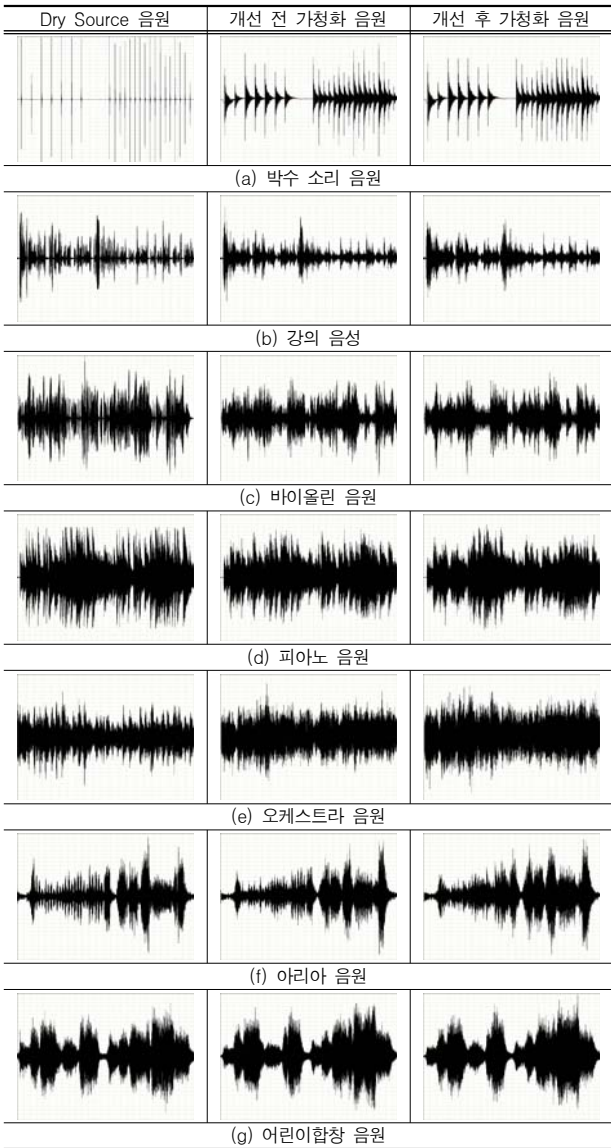 Dry Source 음원 개선 전 가청화 음원 개선 후 가청화 음원
(a) 박수 소리 음원
(b) 강의 음성
(c) 바이올린 음원
(d) 피아노 음원
(e) 오케스트라 음원
(f) 아리아 음원
(g) 어린이합창 음원